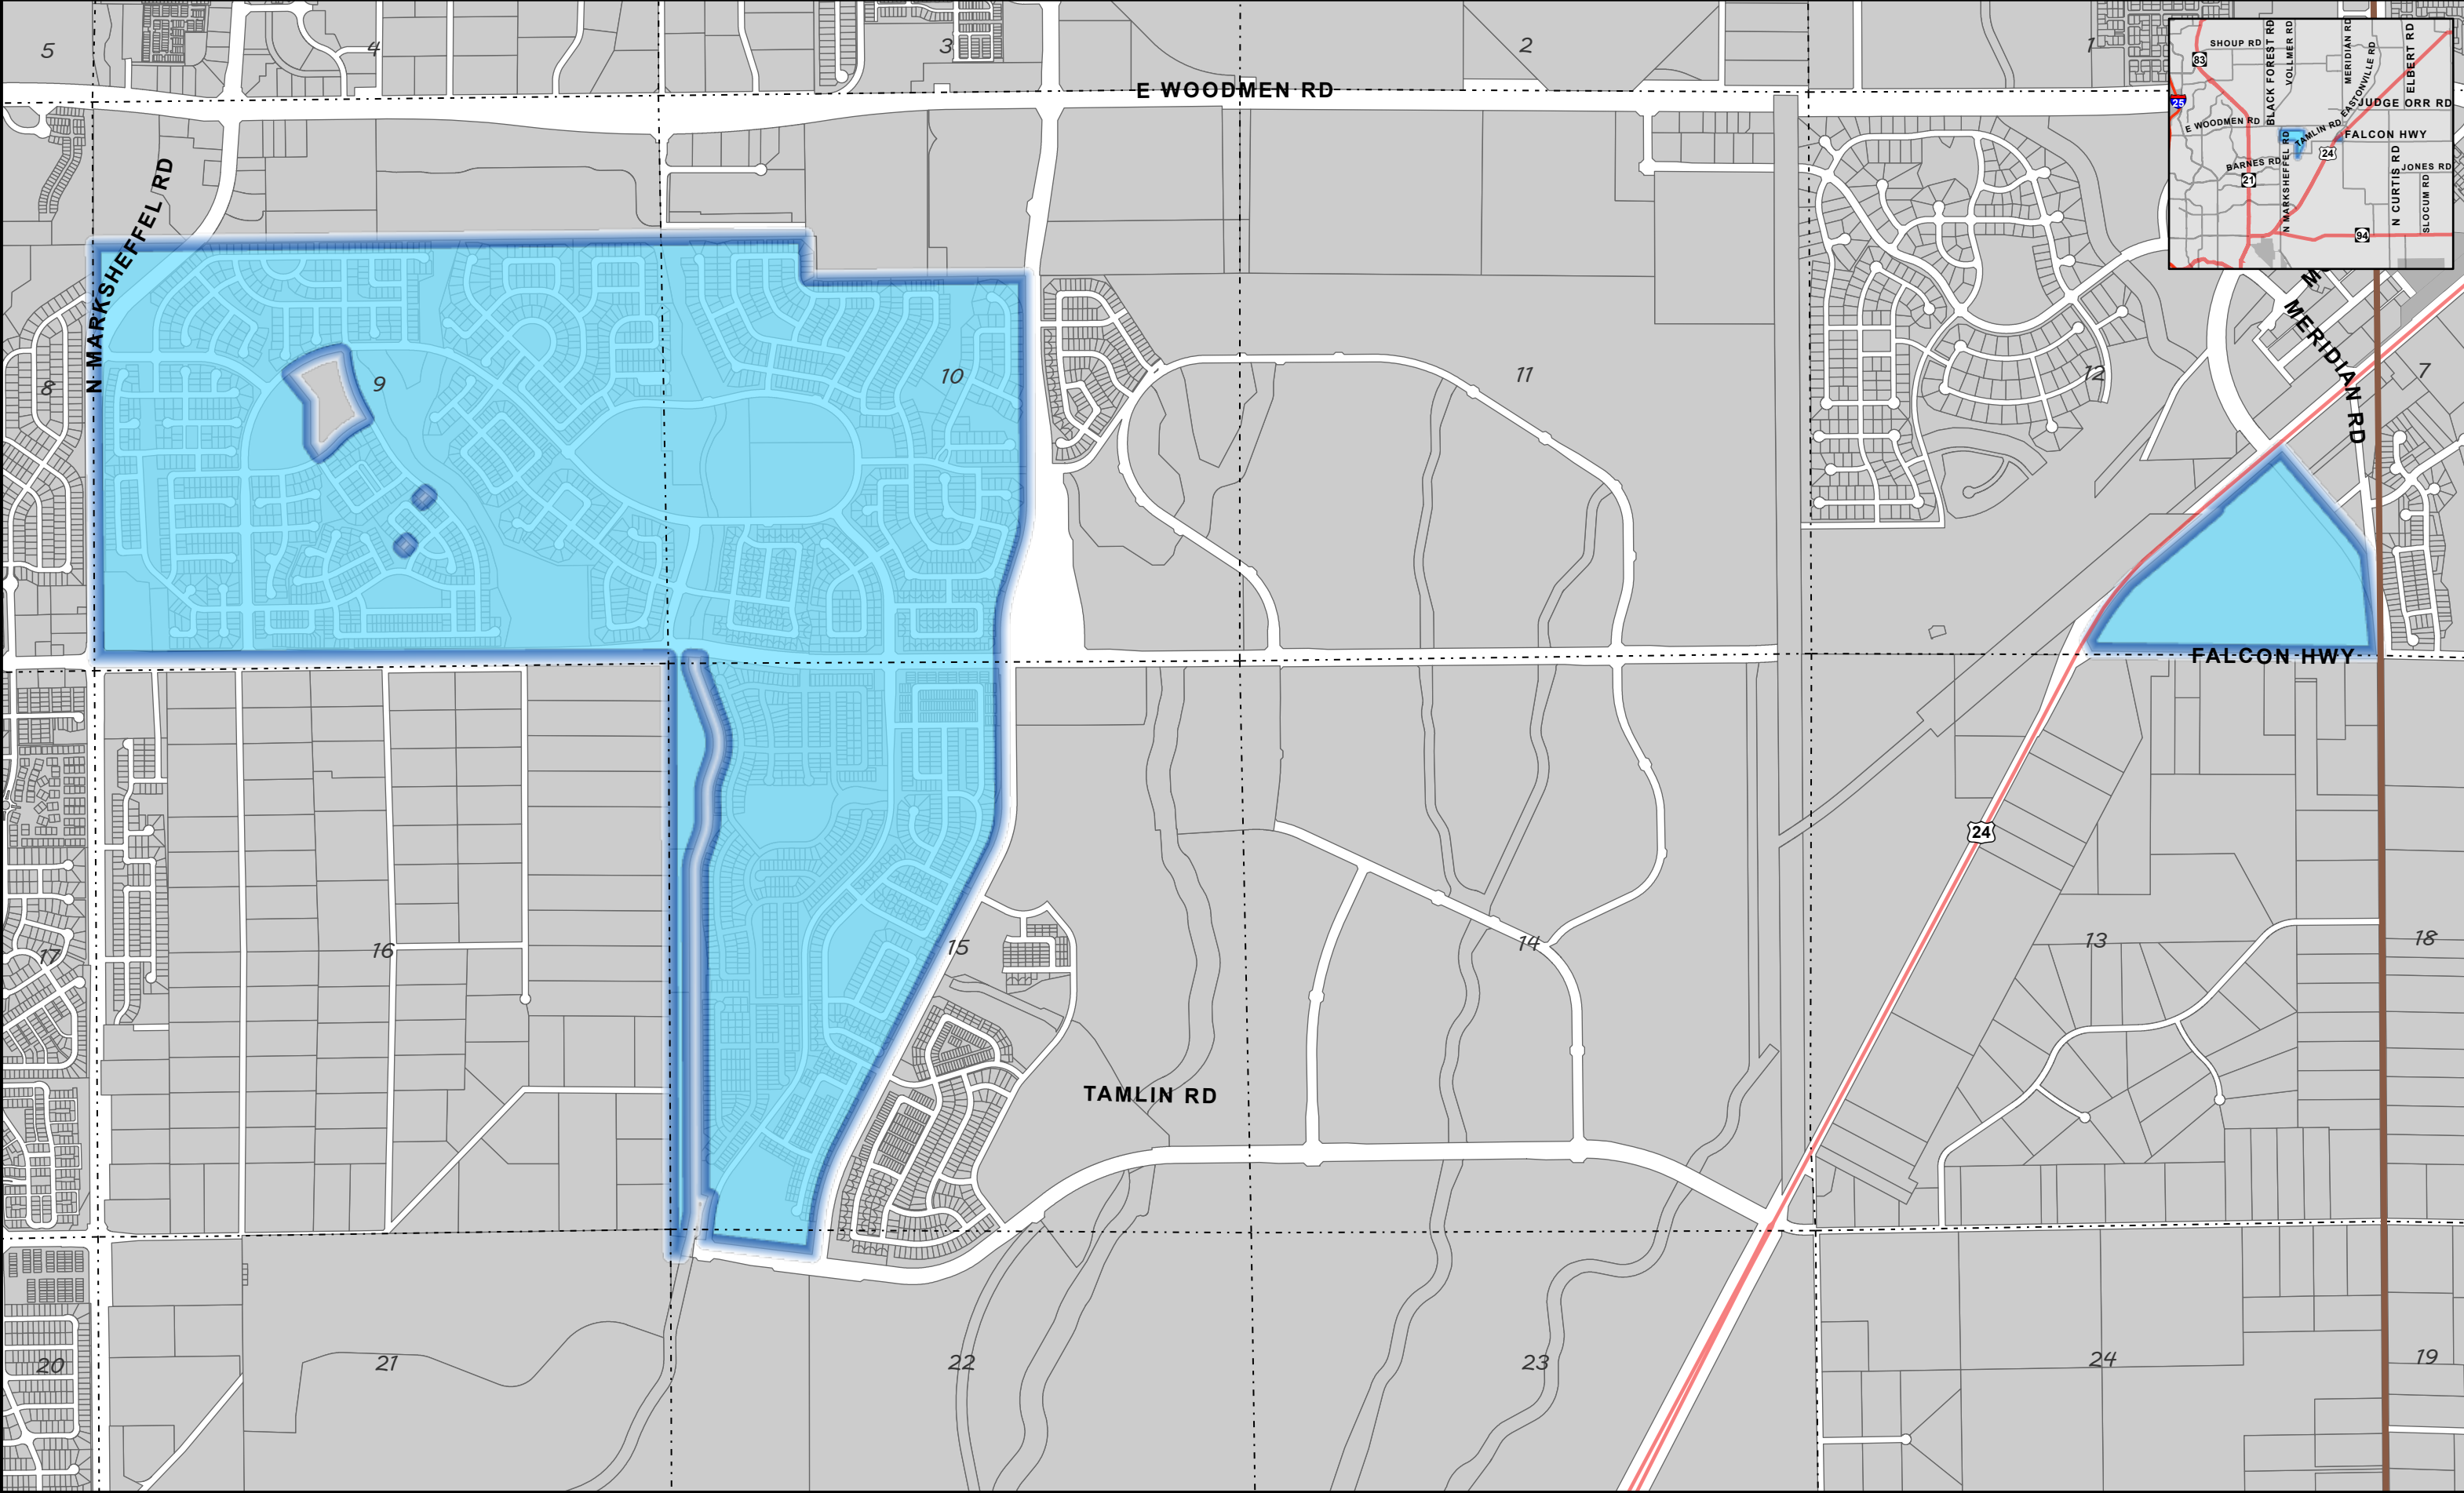 5
4
3
2
1
E WOODMEN RD
N MARKSHEFFEL RD
8
9
10
11
12
7
MERIDIAN RD
FALCON HWY
24
17
16
15
14
13
18
TAMLIN RD
20
21
22
23
24
19
SHOUP RD
83
BLACK FOREST RD
VOLLMER RD
MERIDIAN RD
EASTONVILLE RD
ELBERT RD
25
JUDGE ORR RD
E WOODMEN RD
TAMLIN RD
FALCON HWY
24
BARNES RD
N MARKSHEFFEL RD
21
N CURTIS RD
JONES RD
SLOCUM RD
94